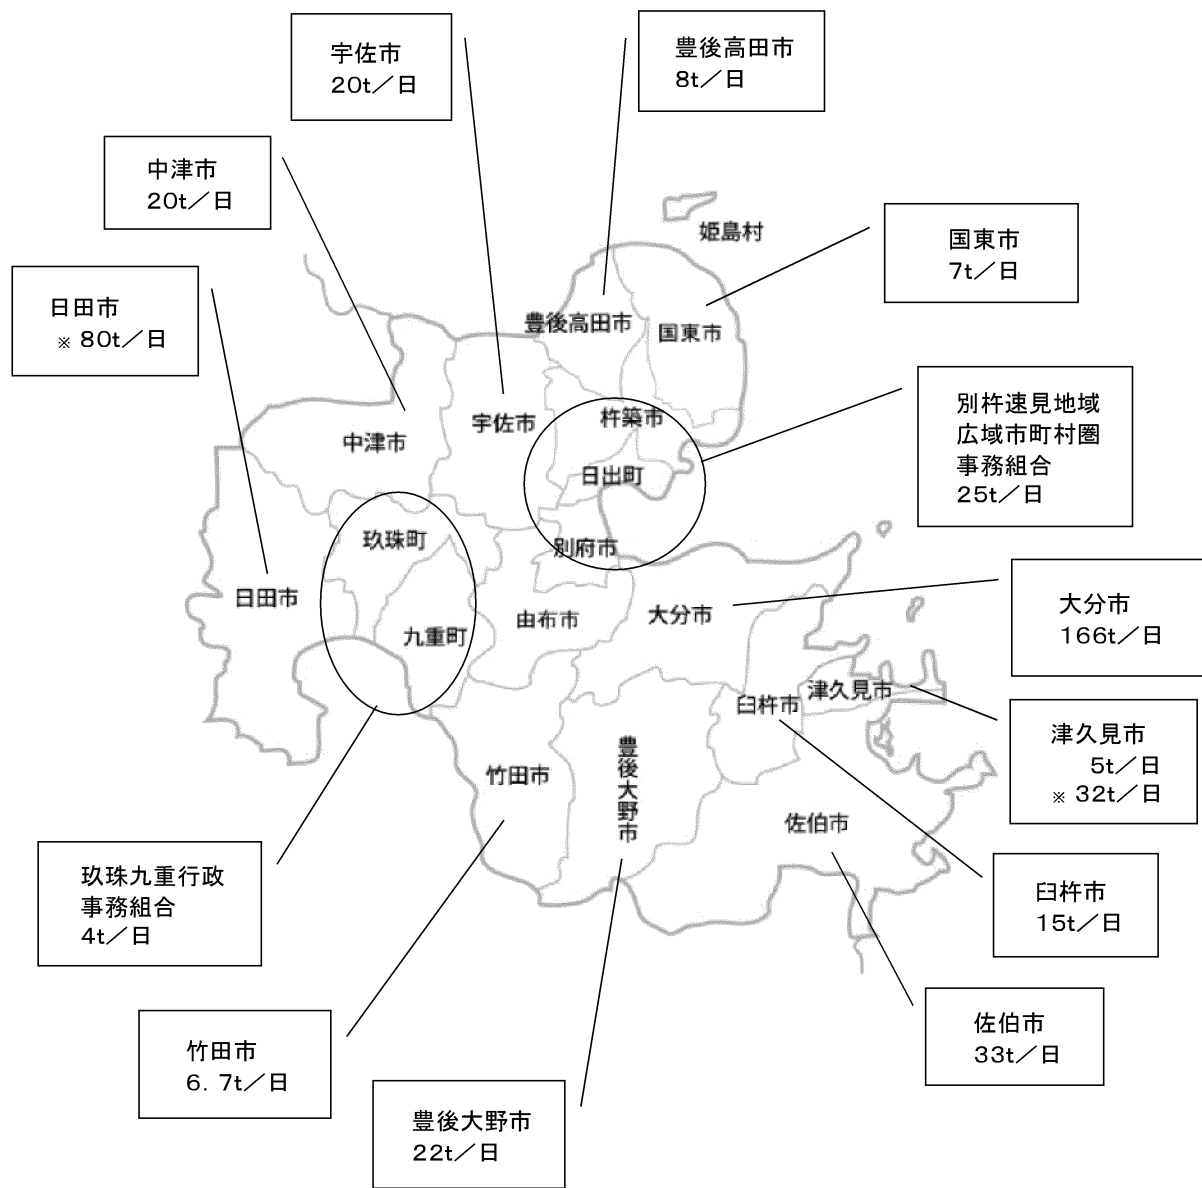 宇佐市
20t／日
豊後高田市
8t／日
中津市
20t／日
姫島村
国東市
7t／日
日田市
※ 80t／日
豊後高田市
国東市
別杵速見地域
広域市町村圏
事務組合
25t／日
中津市
宇佐市
杵築市
日出町
玖珠町
別府市
日田市
九重町
由布市
大分市
大分市
166t／日
臼杵市
津久見市
津久見市
5t／日
※ 32t／日
竹田市
豊後大野市
佐伯市
玖珠九重行政
事務組合
4t／日
臼杵市
15t／日
竹田市
6．7t／日
佐伯市
33t／日
豊後大野市
22t／日